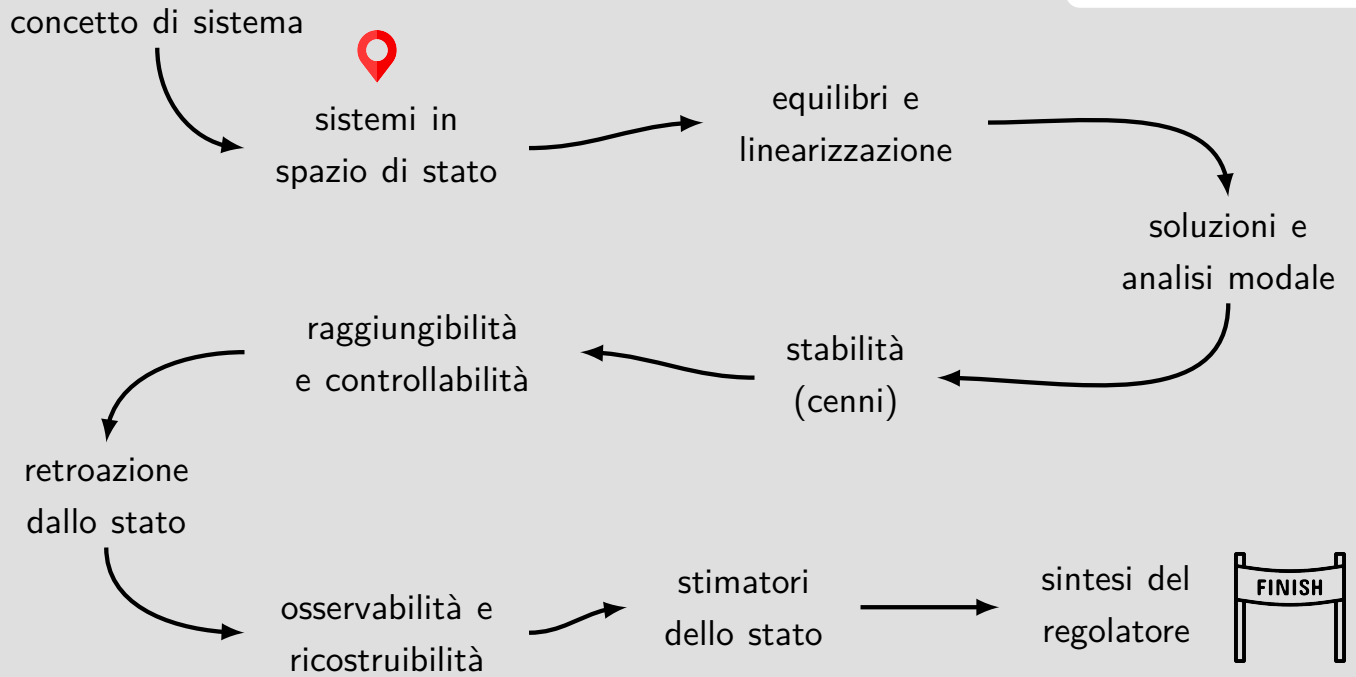 concetto di sistema
sistemi in
spazio di stato
equilibri e
linearizzazione
soluzioni e
analisi modale
stabilità
(cenni)
raggiungibilità
e controllabilità
retroazione
dallo stato
osservabilità e
ricostruibilità
stimatori
dello stato
sintesi del
regolatore
FINISH